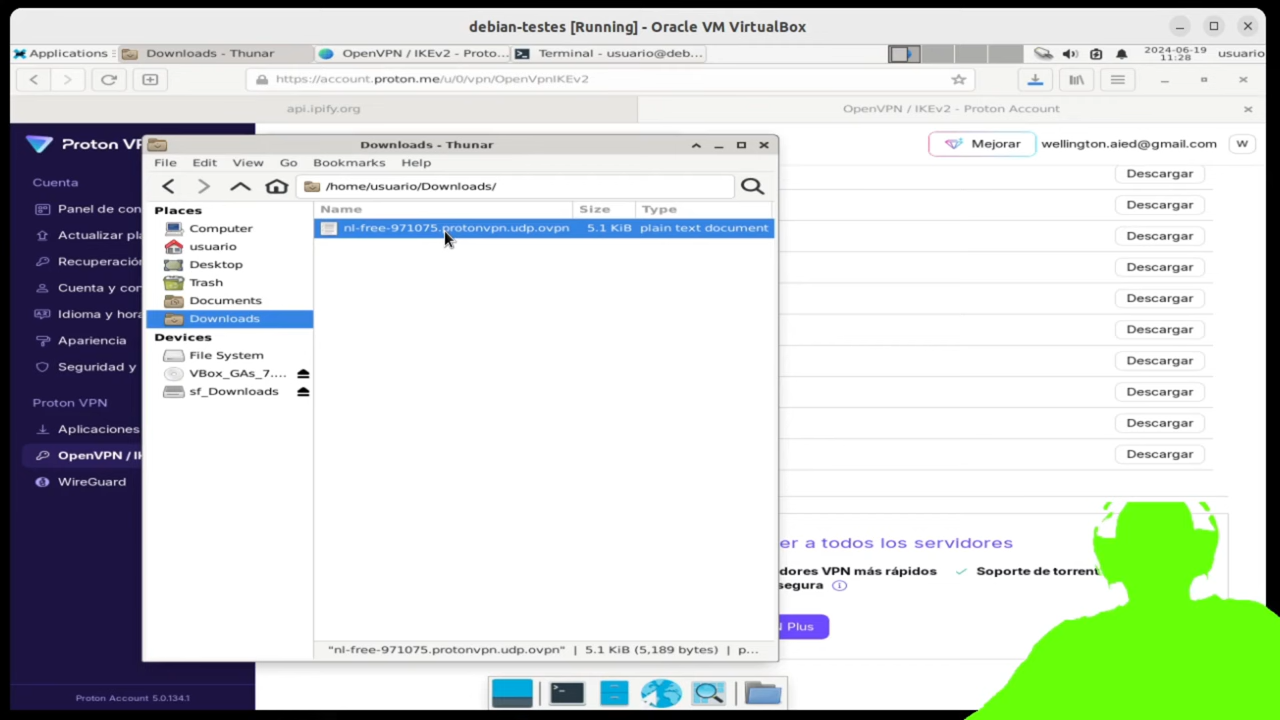 debian-testes [Running] - Oracle VM VirtualBox
Applications
Downloads - Thunar
OpenVPN / IKEv2 - Proto...
Terminal - usuario@deb...
2024-06-19
11:28
usuario
https://account.proton.me/u/0/vpn/OpenVpnIKEv2
api.ipify.org
OpenVPN / IKEv2 - Proton Account
Proton VP
Mejorar
wellington.aied@gmail.com
W
Cuenta
Panel de con
Actualizar pla
Recuperación
Cuenta y con
Idioma y hora
Apariencia
Seguridad y
Proton VPN
Aplicaciones
OpenVPN / IK
WireGuard
Proton Account 5.0.134.1
Downloads - Thunar
File Edit View Go Bookmarks Help
/home/usuario/Downloads/
Places
Computer
usuario
Desktop
Trash
Documents
Downloads
Devices
File System
VBox_GAs_7....
sf_Downloads
Name Size Type
nl-free-971075.protonvpn.udp.ovpn 5.1 KiB plain text document
"nl-free-971075.protonvpn.udp.ovpn" | 5.1 KiB (5,189 bytes) | p...
Descargar
Descargar
Descargar
Descargar
Descargar
Descargar
Descargar
Descargar
Descargar
Descargar
er a todos los servidores
dores VPN más rápidos
segura
Soporte de torrent
Plus